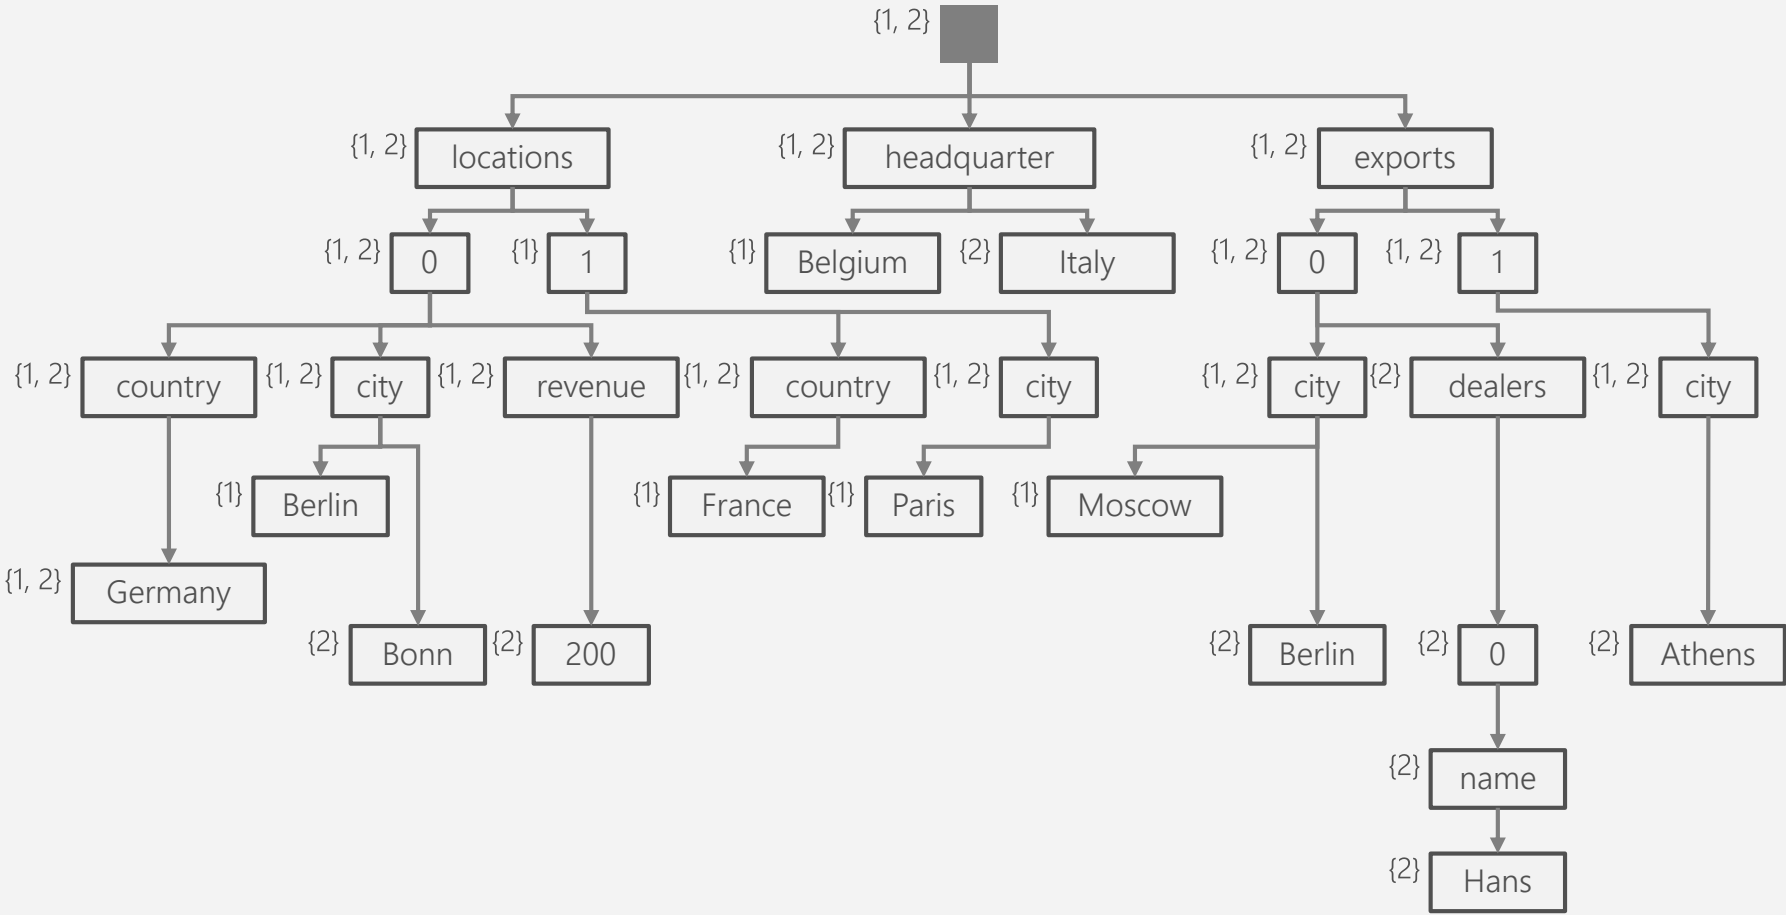 {1, 2}
{1, 2} locations {1, 2} headquarter {1, 2} exports
{1, 2} 0 {1} 1 {1} Belgium {2} Italy {1, 2} 0 {1, 2} 1
{1, 2} country {1, 2} city {1, 2} revenue {1, 2} country {1, 2} city {1, 2} city {2} dealers {1, 2} city
{1} Berlin {1} France {1} Paris {1} Moscow
{1, 2} Germany
{2} Bonn {2} 200 {2} Berlin {2} 0 {2} Athens
{2} name
{2} Hans